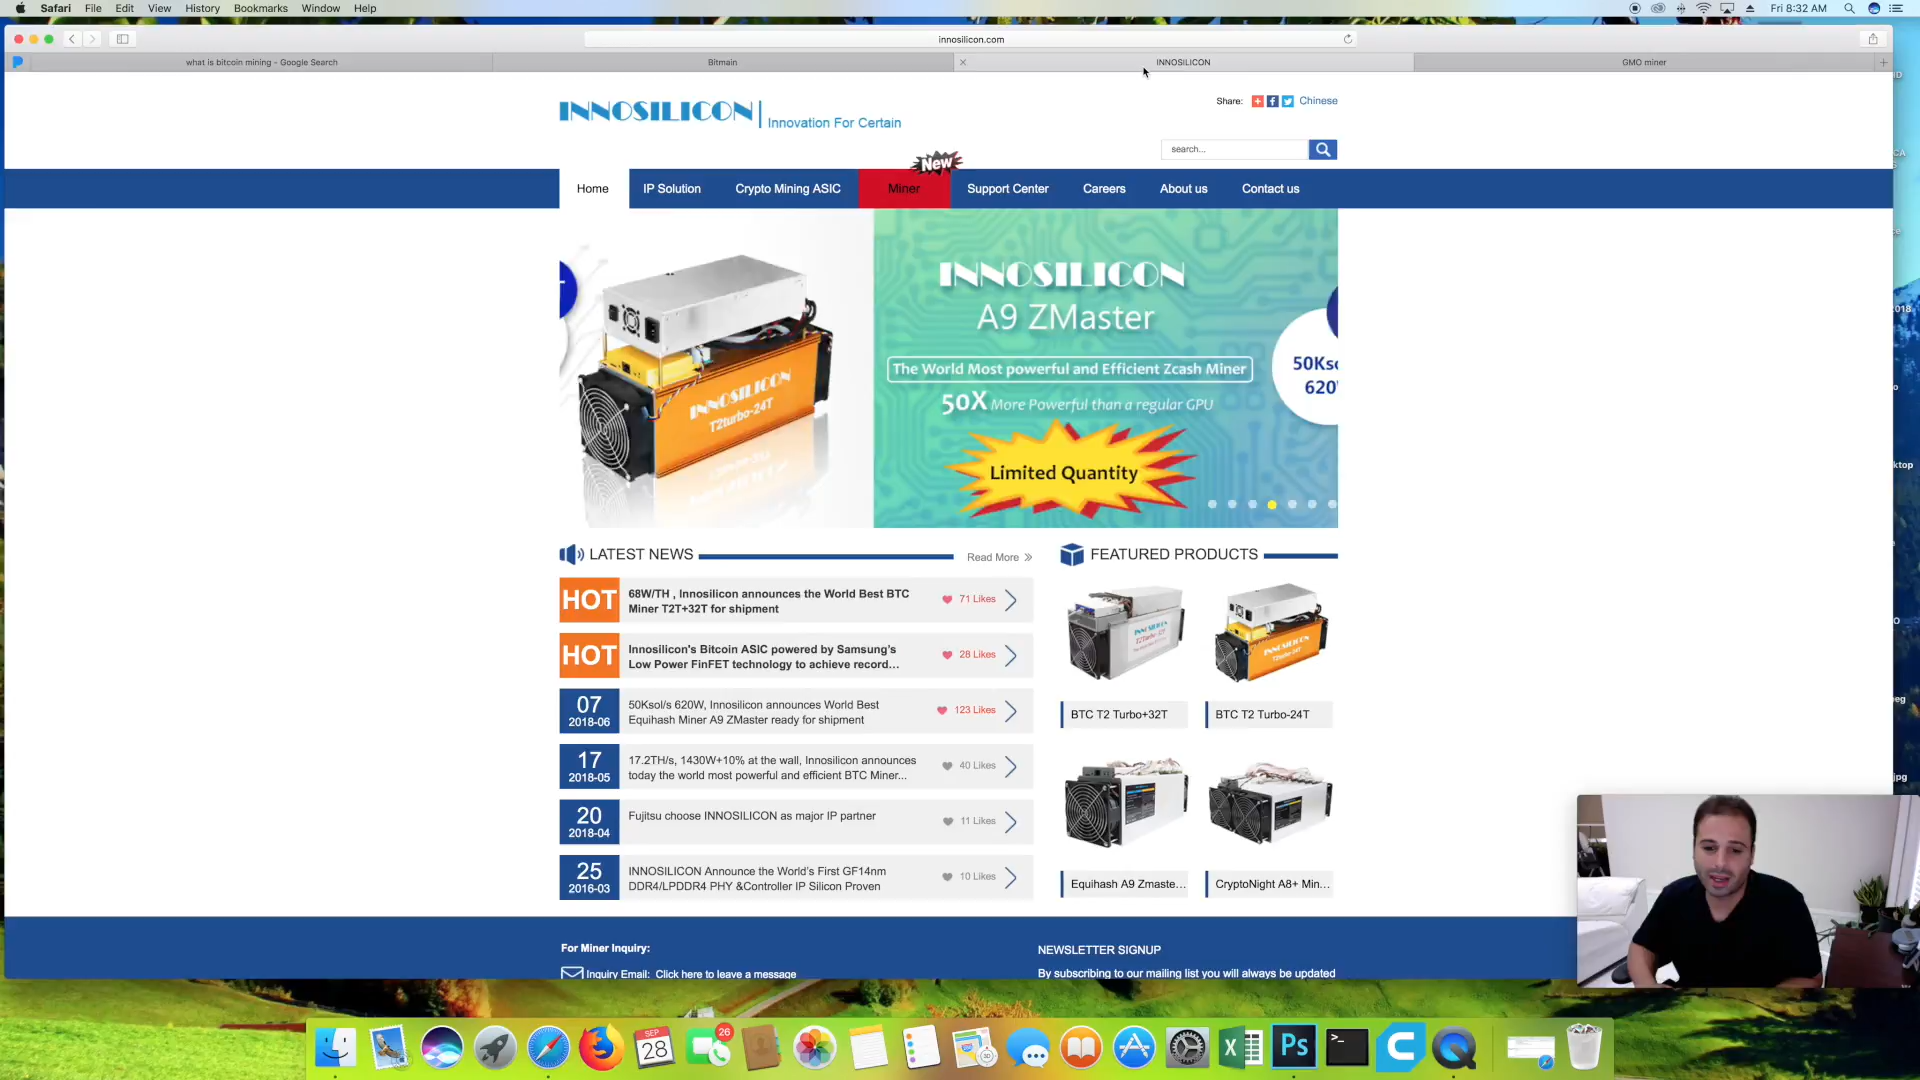 Safari File Edit View History Bookmarks Window Help
Fri 8:32 AM
innosilicon.com
what is bitcoin mining - Google Search
Bitmain
INNOSILICON
GMO miner
INNOSILICON
Innovation For Certain
Share:
Chinese
search...
New
Home
IP Solution
Crypto Mining ASIC
Miner
Support Center
Careers
About us
Contact us
INNOSILICON
T2turbo-24T
INNOSILICON
A9 ZMaster
The World Most powerful and Efficient Zcash Miner
50X More Powerful than a regular GPU
Limited Quantity
50Kso
620
LATEST NEWS
Read More
HOT
68W/TH , Innosilicon announces the World Best BTC
Miner T2T+32T for shipment
71 Likes
HOT
Innosilicon's Bitcoin ASIC powered by Samsung's
Low Power FinFET technology to achieve record...
28 Likes
07
2018-06
50Ksol/s 620W, Innosilicon announces World Best
Equihash Miner A9 ZMaster ready for shipment
123 Likes
17
2018-05
17.2TH/s, 1430W+10% at the wall, Innosilicon announces
today the world most powerful and efficient BTC Miner...
40 Likes
20
2018-04
Fujitsu choose INNOSILICON as major IP partner
11 Likes
25
2016-03
INNOSILICON Announce the World's First GF14nm
DDR4/LPDDR4 PHY &Controller IP Silicon Proven
10 Likes
FEATURED PRODUCTS
BTC T2 Turbo+32T
BTC T2 Turbo-24T
Equihash A9 Zmaste...
CryptoNight A8+ Min...
For Miner Inquiry:
Inquiry Email: Click here to leave a message
NEWSLETTER SIGNUP
By subscribing to our mailing list you will always be updated
SEP
28
26
Ps